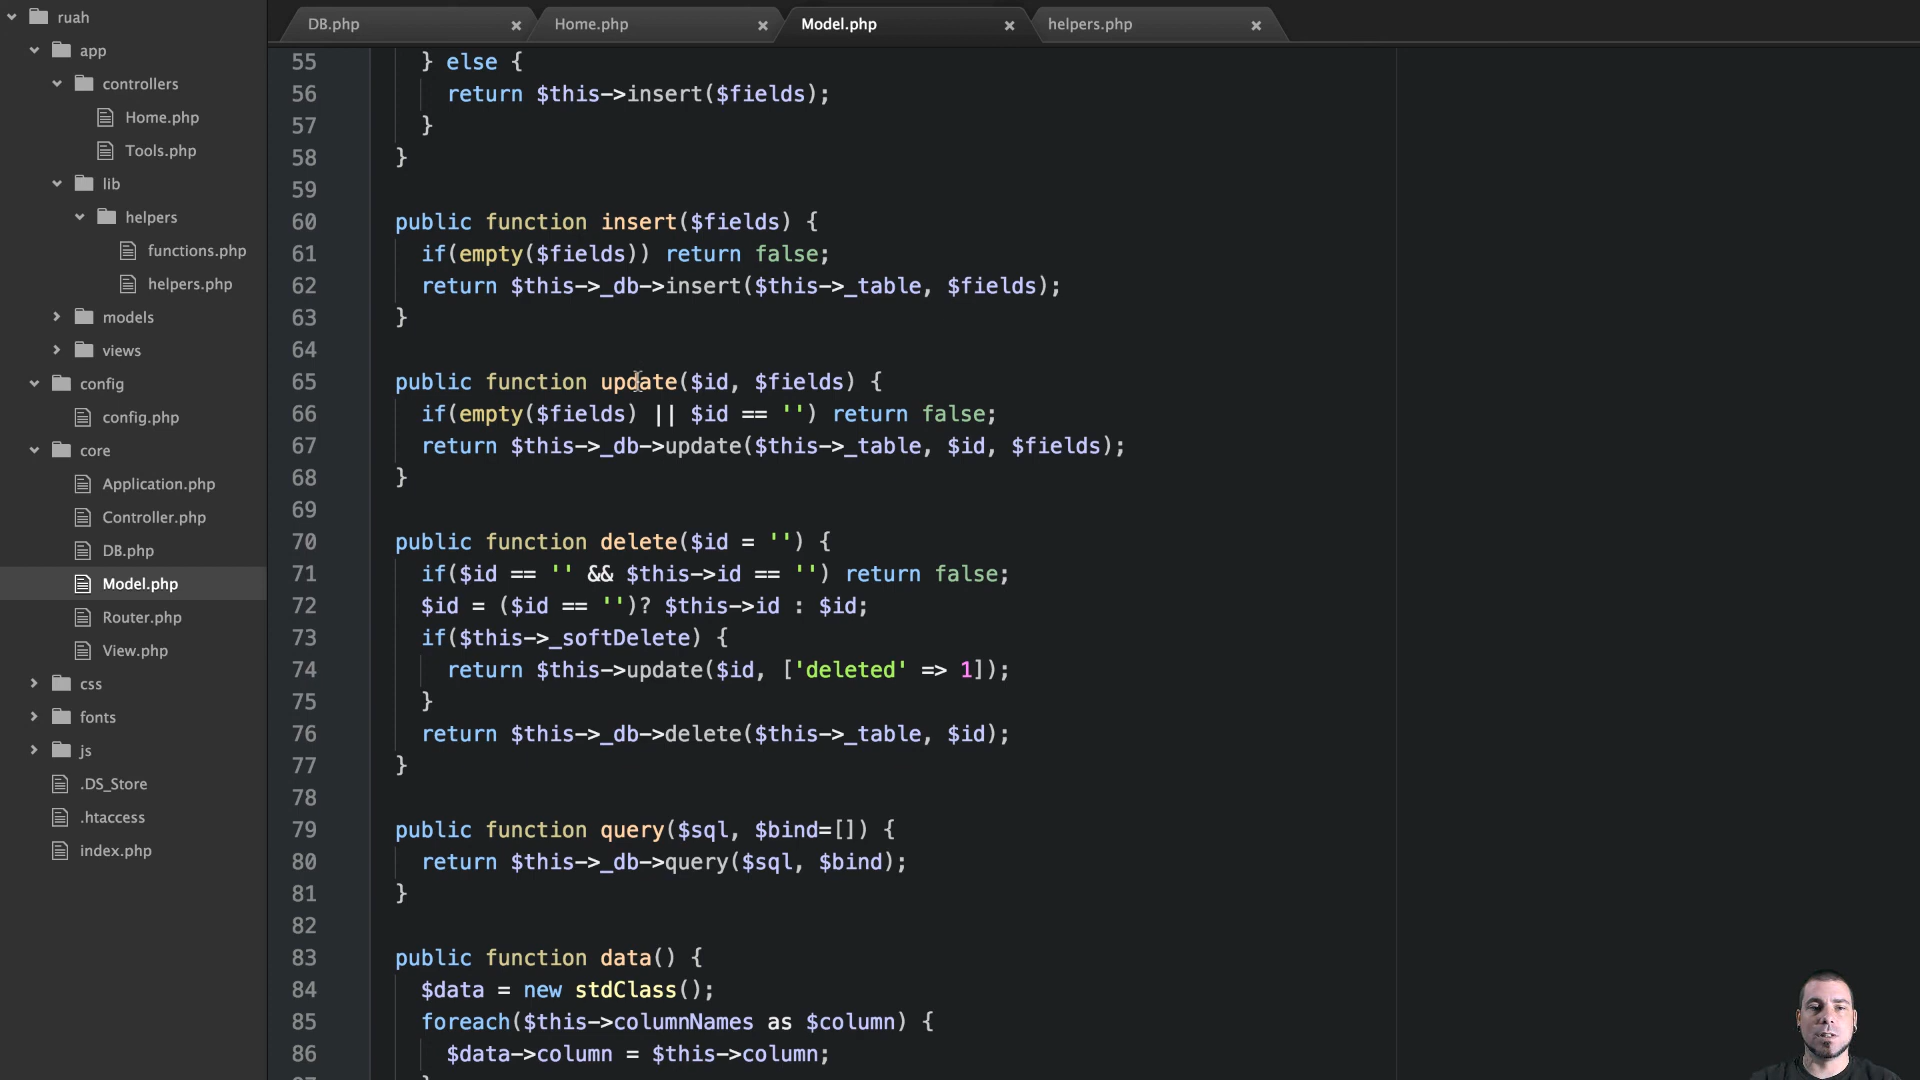 ruah
app
controllers
Home.php
Tools.php
lib
helpers
functions.php
helpers.php
models
views
config
config.php
core
Application.php
Controller.php
DB.php
Model.php
Router.php
View.php
css
fonts
js
.DS_Store
.htaccess
index.php
DB.php × Home.php × Model.php × helpers.php ×
55 } else {
56 return $this->insert($fields);
57 }
58 }
59
60 public function insert($fields) {
61 if(empty($fields)) return false;
62 return $this->_db->insert($this->_table, $fields);
63 }
64
65 public function update($id, $fields) {
66 if(empty($fields) || $id == '') return false;
67 return $this->_db->update($this->_table, $id, $fields);
68 }
69
70 public function delete($id = '') {
71 if($id == '' && $this->id == '') return false;
72 $id = ($id == '')? $this->id : $id;
73 if($this->_softDelete) {
74 return $this->update($id, ['deleted' => 1]);
75 }
76 return $this->_db->delete($this->_table, $id);
77 }
78
79 public function query($sql, $bind=[]) {
80 return $this->_db->query($sql, $bind);
81 }
82
83 public function data() {
84 $data = new stdClass();
85 foreach($this->columnNames as $column) {
86 $data->column = $this->column;